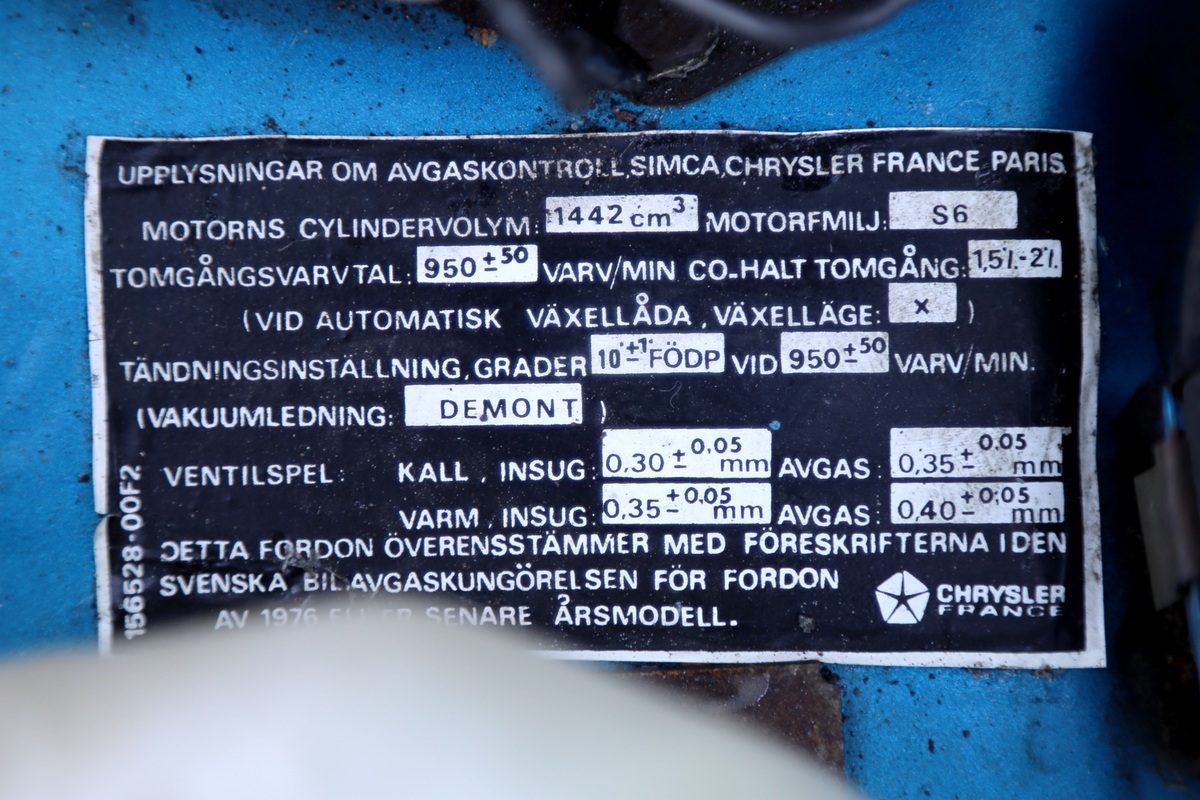 UPPLYSNINGAR OM AVGASKONTROLL, SIMCA, CHRYSLER FRANCE PARIS.
MOTORNS CYLINDERVOLYM: 1442 cm³ MOTORFMILJ: S6
TOMGÅNGSVARVTAL: 950 ±50 VARV/MIN CO-HALT TOMGÅNG: 1,5%-2%
(VID AUTOMATISK VÄXELLÅDA, VÄXELLÄGE: X )
TÄNDNINGSINSTÄLLNING, GRADER 10°±1° FÖDP VID 950±50 VARV/MIN.
(VAKUUMLEDNING: DEMONT )
VENTILSPEL: KALL, INSUG: 0,30 ± 0,05 mm AVGAS: 0,35 ± 0,05 mm
VARM, INSUG: 0,35 ± 0,05 mm AVGAS: 0,40 ± 0,05 mm
DETTA FORDON ÖVERENSSTÄMMER MED FÖRESKRIFTERNA I DEN
SVENSKA BILAVGASKUNGÖRELSEN FÖR FORDON
AV 1976 ELLER SENARE ÅRSMODELL.
CHRYSLER
FRANCE
156528-00F2